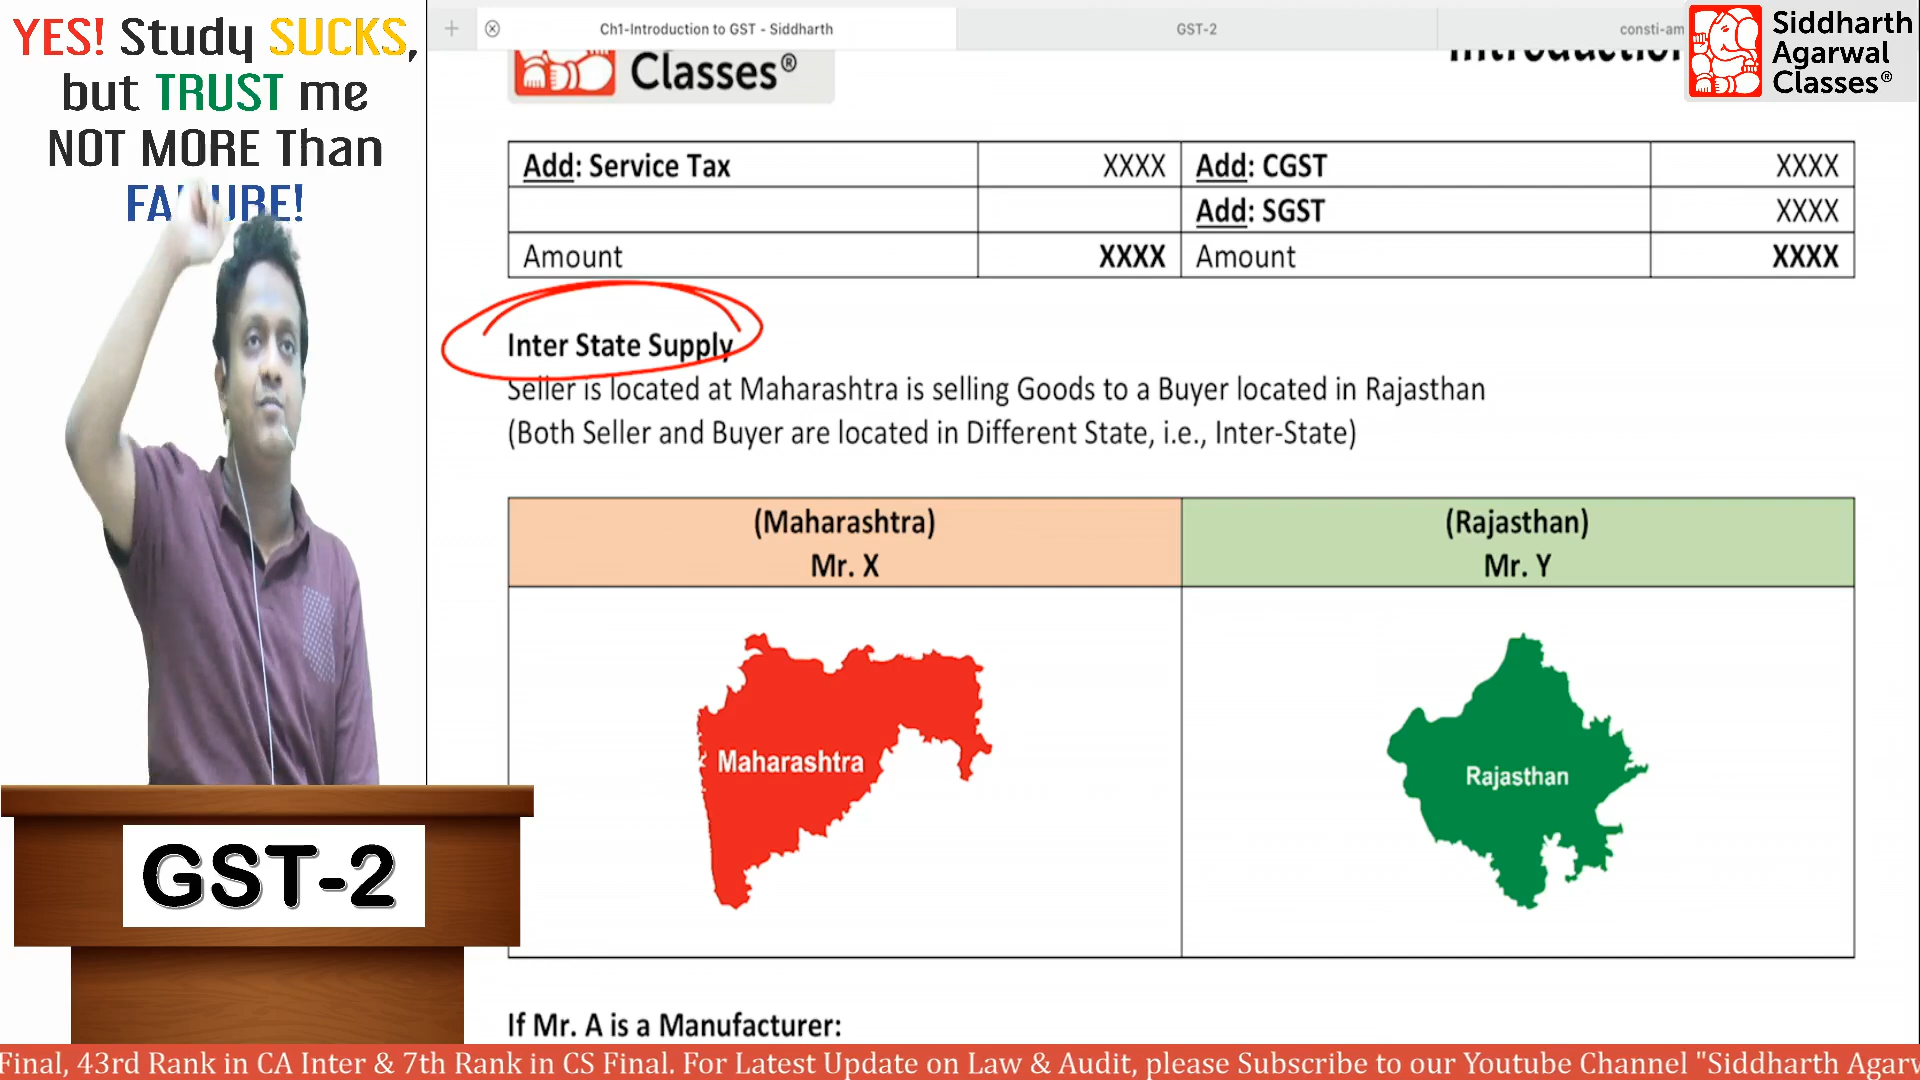 YES! Study SUCKS,
but TRUST me
NOT MORE Than
Ch1-Introduction to GST - Siddharth
GST-2
consti-am
Siddharth
Agarwal
Classes®
Classes®
Add: Service Tax XXXX Add: CGST XXXX
Add: SGST XXXX
Amount XXXX Amount XXXX
Inter State Supply
Seller is located at Maharashtra is selling Goods to a Buyer located in Rajasthan
(Both Seller and Buyer are located in Different State, i.e., Inter-State)
(Maharashtra) (Rajasthan)
Mr. X Mr. Y
Maharashtra
Rajasthan
GST-2
If Mr. A is a Manufacturer:
Final, 43rd Rank in CA Inter & 7th Rank in CS Final. For Latest Update on Law & Audit, please Subscribe to our Youtube Channel "Siddharth Agarw